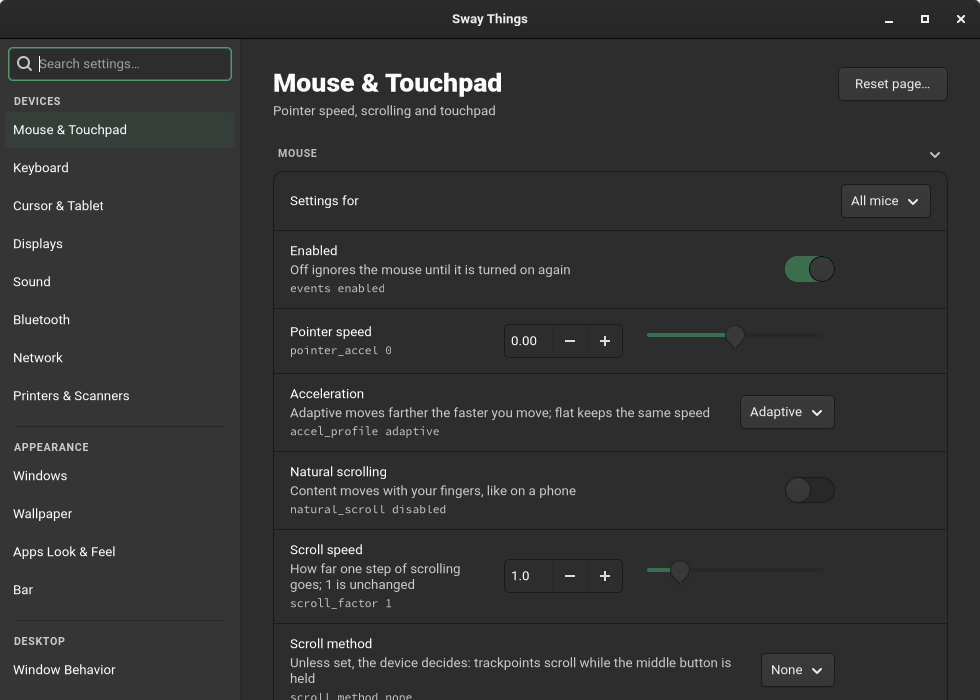 Sway Things
Search settings...
DEVICES
Mouse & Touchpad
Keyboard
Cursor & Tablet
Displays
Sound
Bluetooth
Network
Printers & Scanners
APPEARANCE
Windows
Wallpaper
Apps Look & Feel
Bar
DESKTOP
Window Behavior
Mouse & Touchpad
Reset page...
Pointer speed, scrolling and touchpad
MOUSE
Settings for
All mice
Enabled
Off ignores the mouse until it is turned on again
events enabled
Pointer speed
pointer_accel 0
0.00
Acceleration
Adaptive moves farther the faster you move; flat keeps the same speed
accel_profile adaptive
Adaptive
Natural scrolling
Content moves with your fingers, like on a phone
natural_scroll disabled
Scroll speed
How far one step of scrolling
goes; 1 is unchanged
scroll_factor 1
1.0
Scroll method
Unless set, the device decides: trackpoints scroll while the middle button is
held
scroll_method none
None